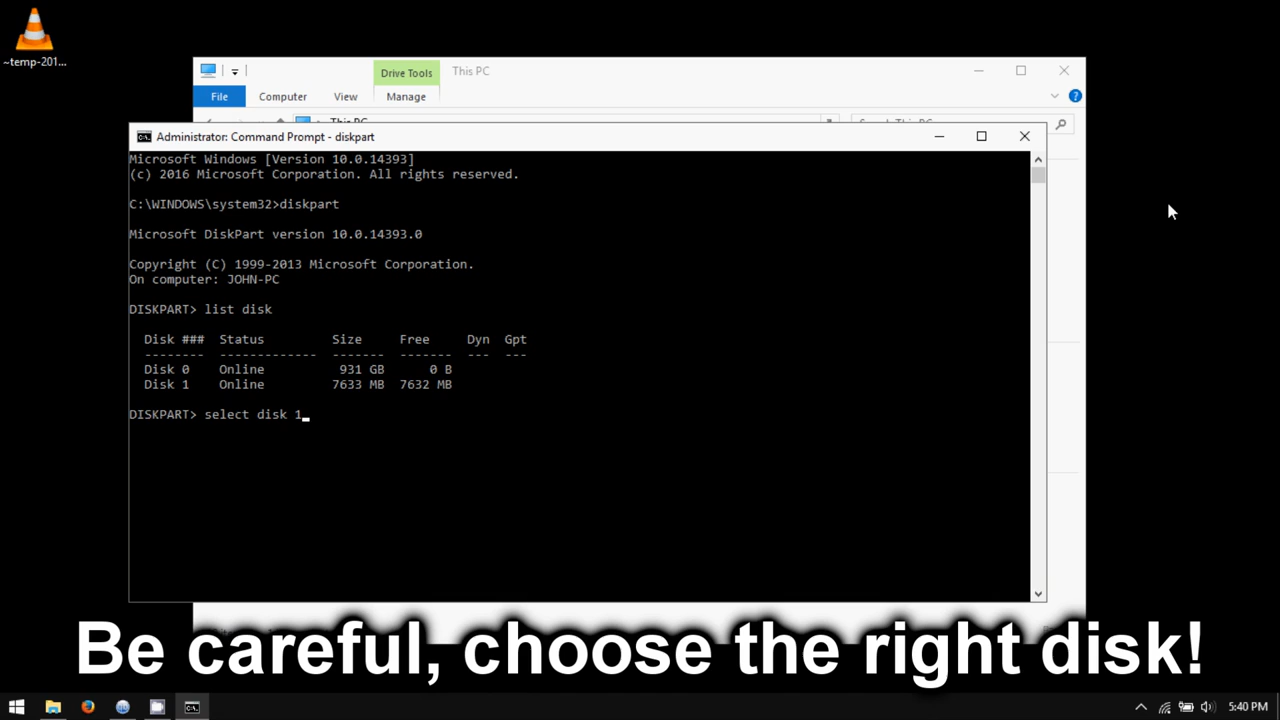 ~temp-201...
Drive Tools
This PC
File
Computer
View
Manage
This PC
Administrator: Command Prompt - diskpart
Microsoft Windows [Version 10.0.14393]
(c) 2016 Microsoft Corporation. All rights reserved.
C:\WINDOWS\system32>diskpart
Microsoft DiskPart version 10.0.14393.0
Copyright (C) 1999-2013 Microsoft Corporation.
On computer: JOHN-PC
DISKPART> list disk
Disk ### Status Size Free Dyn Gpt
-------- ------------- ------- ------- --- ---
Disk 0 Online 931 GB 0 B
Disk 1 Online 7633 MB 7632 MB
DISKPART> select disk 1_
Be careful, choose the right disk!
5:40 PM